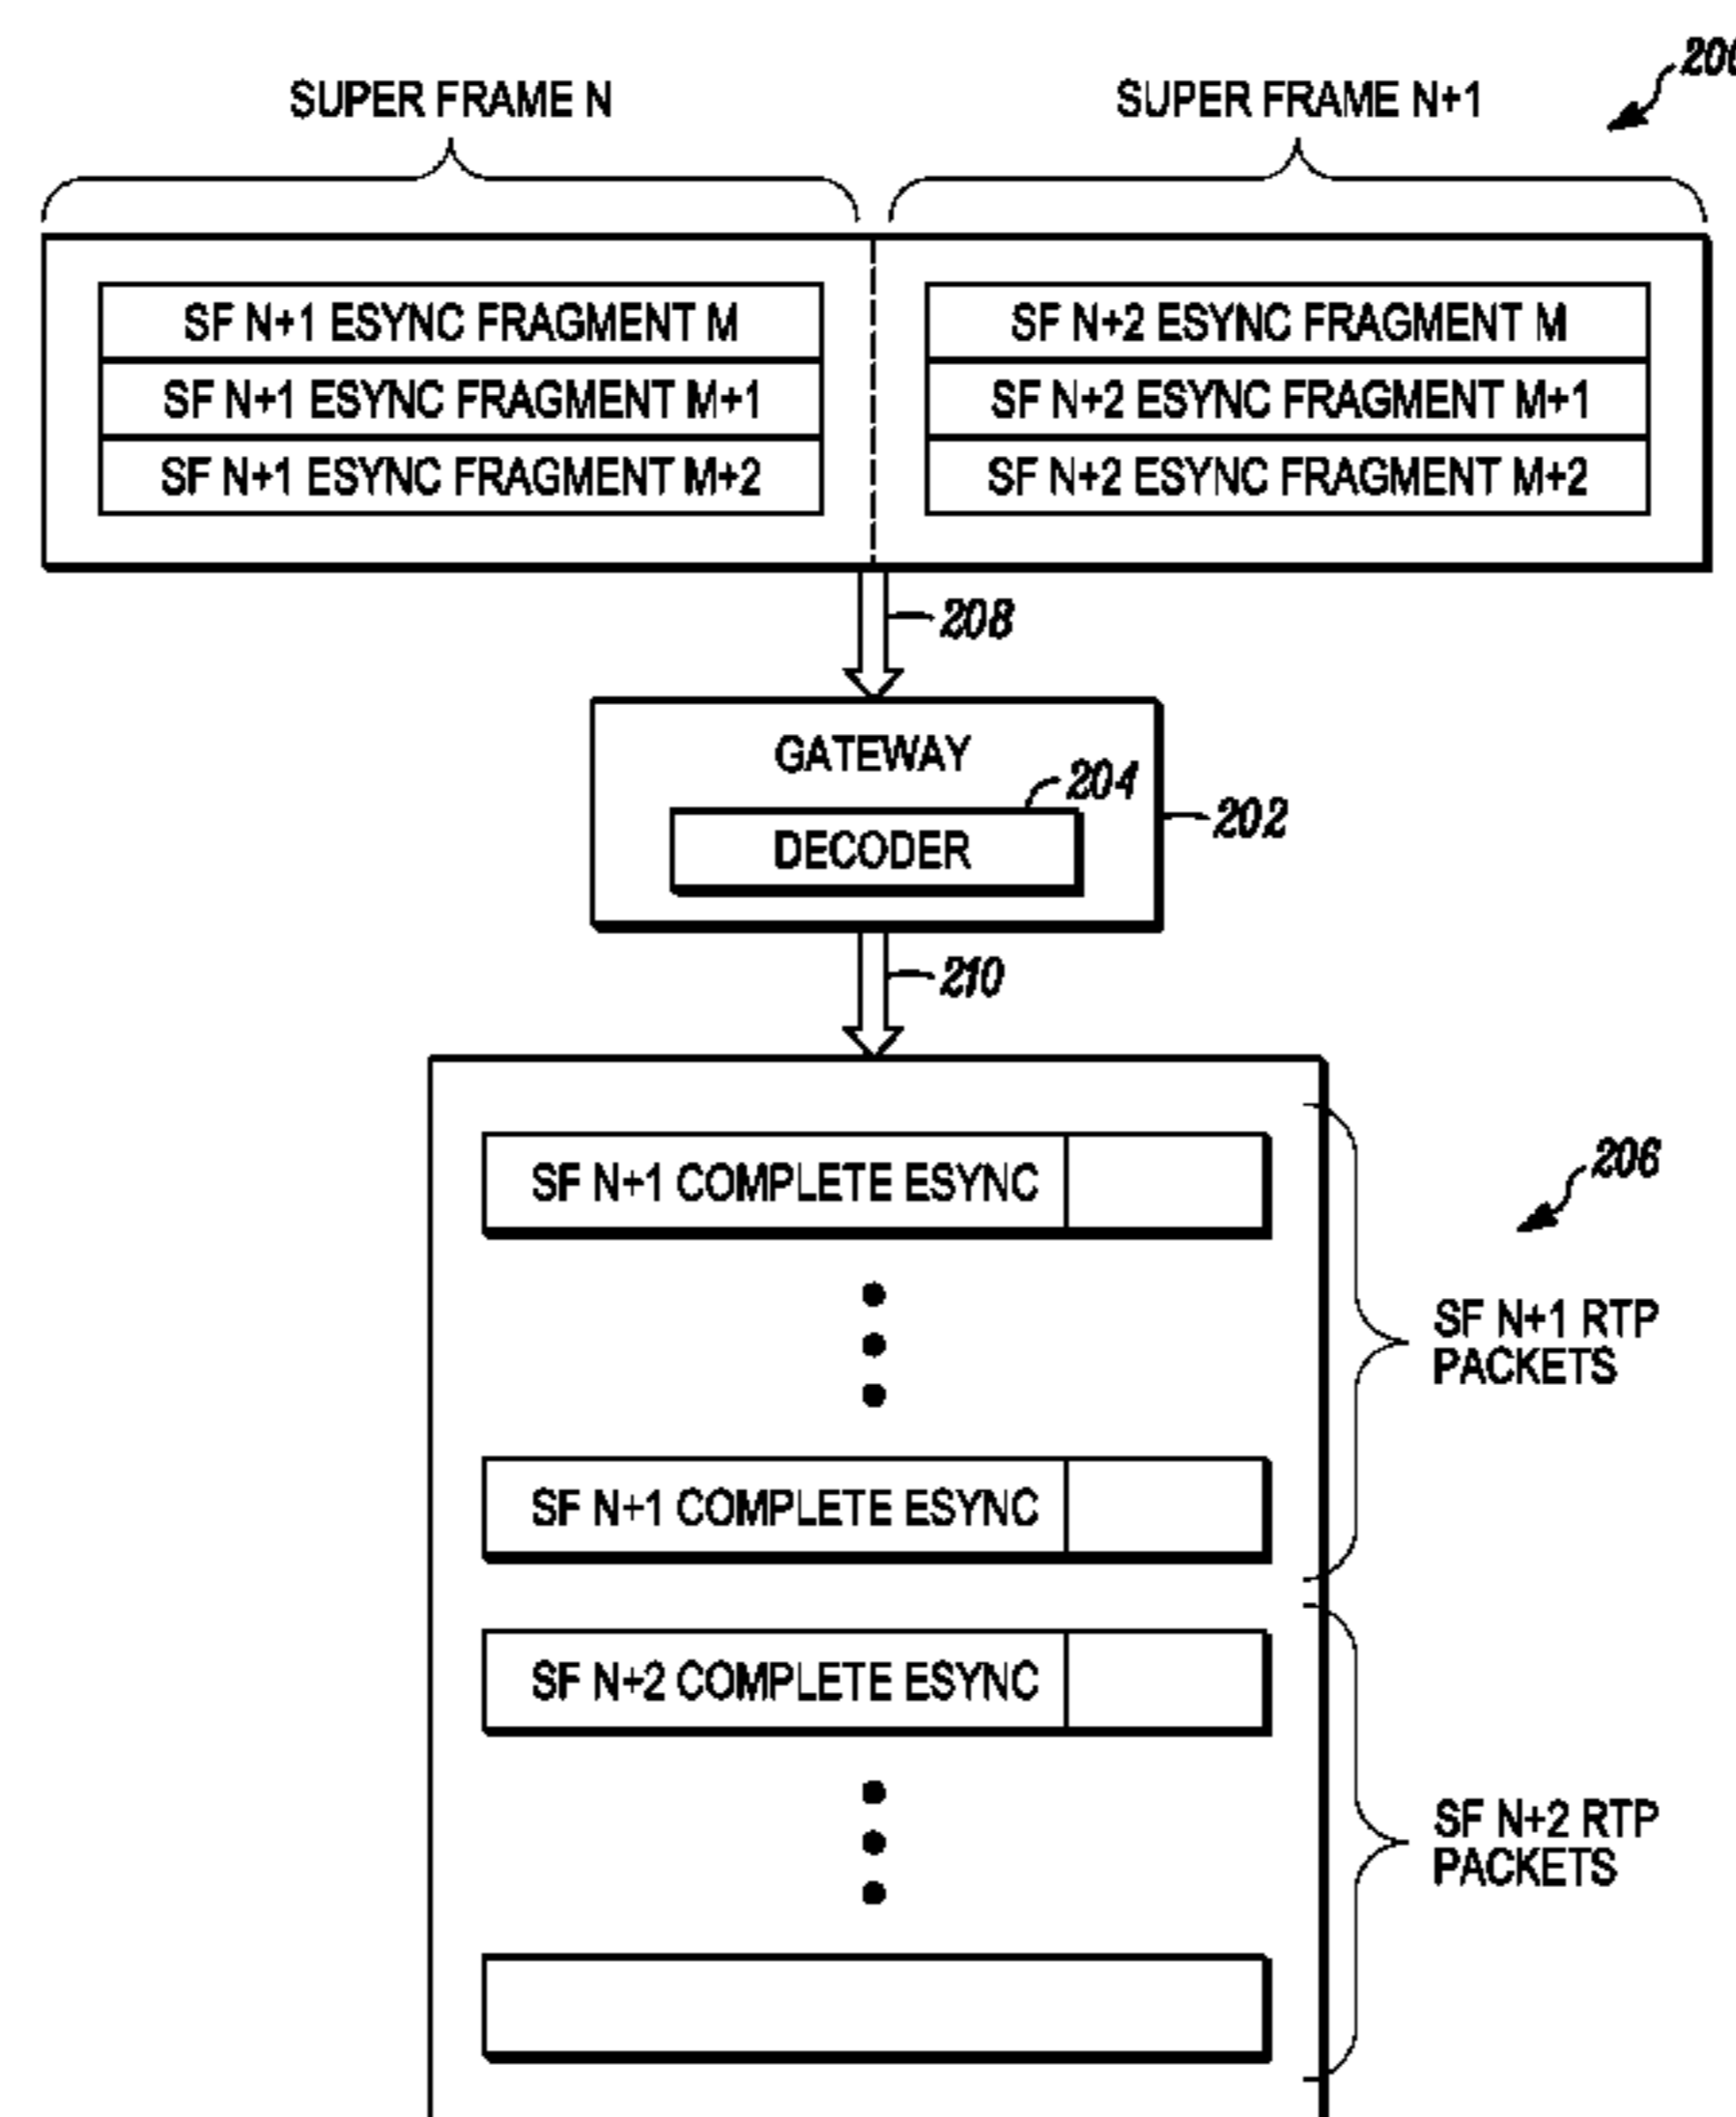 200
SUPER FRAME N
SUPER FRAME N+1
SF N+1 ESYNC FRAGMENT M
SF N+1 ESYNC FRAGMENT M+1
SF N+1 ESYNC FRAGMENT M+2
SF N+2 ESYNC FRAGMENT M
SF N+2 ESYNC FRAGMENT M+1
SF N+2 ESYNC FRAGMENT M+2
208
GATEWAY
204
DECODER
202
210
SF N+1 COMPLETE ESYNC
206
SF N+1 RTP
PACKETS
SF N+1 COMPLETE ESYNC
SF N+2 COMPLETE ESYNC
SF N+2 RTP
PACKETS